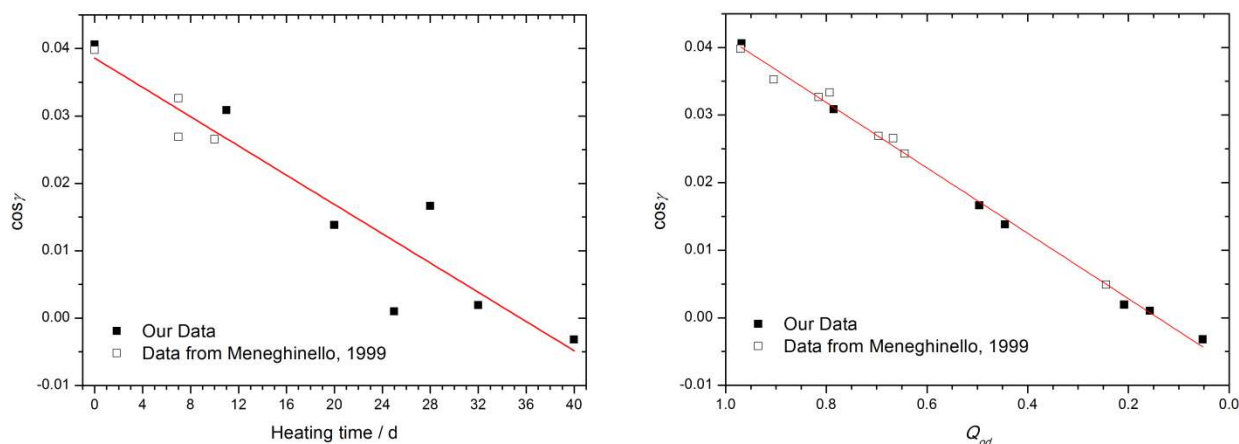 0.04
0.03
0.02
0.01
0.00
-0.01
cosγ
0 4 8 12 16 20 24 28 32 36 40
Heating time / d
Our Data
Data from Meneghinello, 1999
0.04
0.03
0.02
0.01
0.00
-0.01
cosγ
1.0 0.8 0.6 0.4 0.2 0.0
Qod
Our Data
Data from Meneghinello, 1999